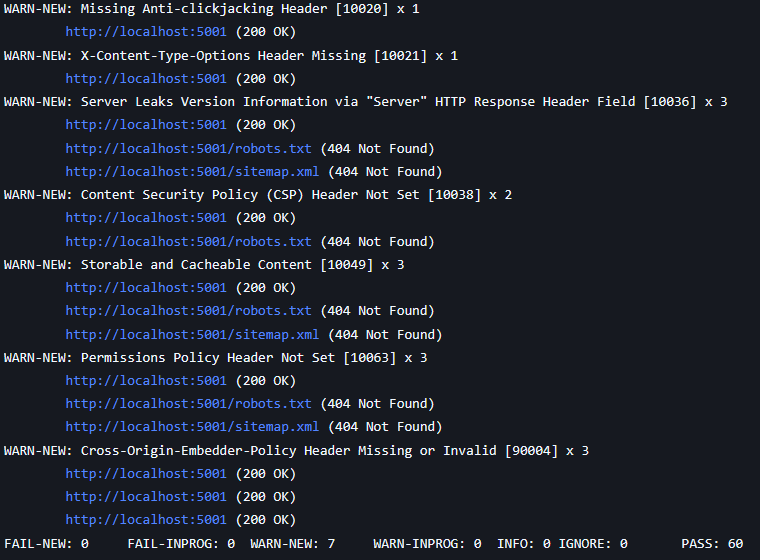 WARN-NEW: Missing Anti-clickjacking Header [10020] x 1
http://localhost:5001 (200 OK)
WARN-NEW: X-Content-Type-Options Header Missing [10021] x 1
http://localhost:5001 (200 OK)
WARN-NEW: Server Leaks Version Information via "Server" HTTP Response Header Field [10036] x 3
http://localhost:5001 (200 OK)
http://localhost:5001/robots.txt (404 Not Found)
http://localhost:5001/sitemap.xml (404 Not Found)
WARN-NEW: Content Security Policy (CSP) Header Not Set [10038] x 2
http://localhost:5001 (200 OK)
http://localhost:5001/robots.txt (404 Not Found)
WARN-NEW: Storable and Cacheable Content [10049] x 3
http://localhost:5001 (200 OK)
http://localhost:5001/robots.txt (404 Not Found)
http://localhost:5001/sitemap.xml (404 Not Found)
WARN-NEW: Permissions Policy Header Not Set [10063] x 3
http://localhost:5001 (200 OK)
http://localhost:5001/robots.txt (404 Not Found)
http://localhost:5001/sitemap.xml (404 Not Found)
WARN-NEW: Cross-Origin-Embedder-Policy Header Missing or Invalid [90004] x 3
http://localhost:5001 (200 OK)
http://localhost:5001 (200 OK)
http://localhost:5001 (200 OK)
FAIL-NEW: 0 FAIL-INPROG: 0 WARN-NEW: 7 WARN-INPROG: 0 INFO: 0 IGNORE: 0 PASS: 60